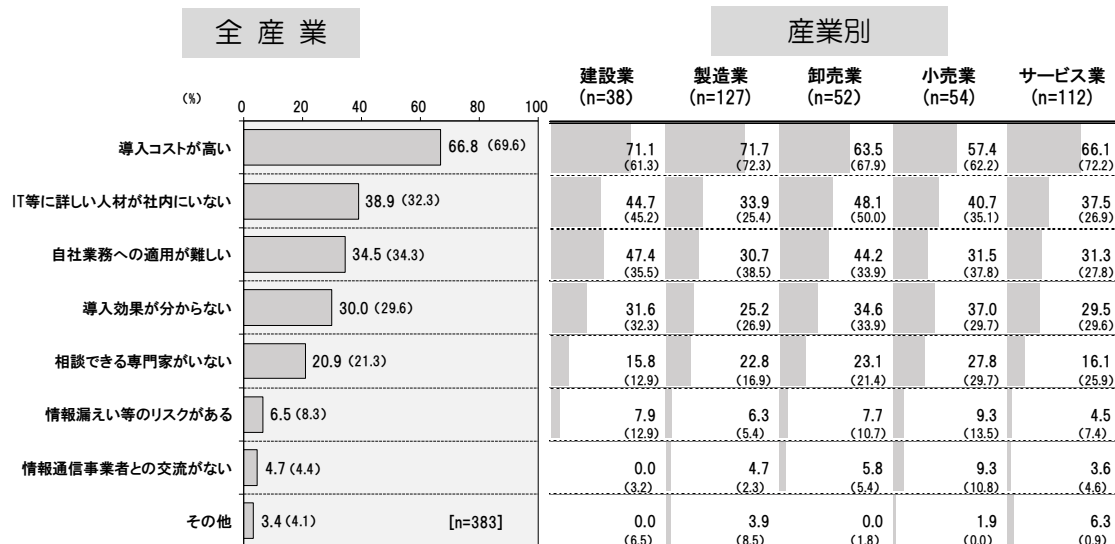 全 産 業
産業別
建設業 製造業 卸売業 小売業 サービス業
(n=38) (n=127) (n=52) (n=54) (n=112)
(%) 0 20 40 60 80 100
導入コストが高い 66.8 (69.6) 71.1 71.7 63.5 57.4 66.1
(61.3) (72.3) (67.9) (62.2) (72.2)
IT等に詳しい人材が社内にいない 38.9 (32.3) 44.7 33.9 48.1 40.7 37.5
(45.2) (25.4) (50.0) (35.1) (26.9)
自社業務への適用が難しい 34.5 (34.3) 47.4 30.7 44.2 31.5 31.3
(35.5) (38.5) (33.9) (37.8) (27.8)
導入効果が分からない 30.0 (29.6) 31.6 25.2 34.6 37.0 29.5
(32.3) (26.9) (33.9) (29.7) (29.6)
相談できる専門家がいない 20.9 (21.3) 15.8 22.8 23.1 27.8 16.1
(12.9) (16.9) (21.4) (29.7) (25.9)
情報漏えい等のリスクがある 6.5 (8.3) 7.9 6.3 7.7 9.3 4.5
(12.9) (5.4) (10.7) (13.5) (7.4)
情報通信事業者との交流がない 4.7 (4.4) 0.0 4.7 5.8 9.3 3.6
(3.2) (2.3) (5.4) (10.8) (4.6)
その他 3.4 (4.1) [n=383] 0.0 3.9 0.0 1.9 6.3
(6.5) (8.5) (1.8) (0.0) (0.9)